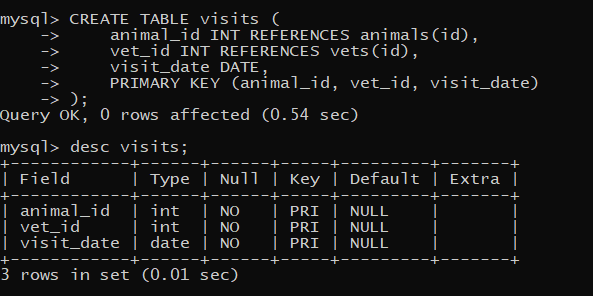 mysql> CREATE TABLE visits (
    ->     animal_id INT REFERENCES animals(id),
    ->     vet_id INT REFERENCES vets(id),
    ->     visit_date DATE,
    ->     PRIMARY KEY (animal_id, vet_id, visit_date)
    -> );
Query OK, 0 rows affected (0.54 sec)

mysql> desc visits;
+------------+------+------+-----+---------+-------+
| Field      | Type | Null | Key | Default | Extra |
+------------+------+------+-----+---------+-------+
| animal_id  | int  | NO   | PRI | NULL    |       |
| vet_id     | int  | NO   | PRI | NULL    |       |
| visit_date | date | NO   | PRI | NULL    |       |
+------------+------+------+-----+---------+-------+
3 rows in set (0.01 sec)